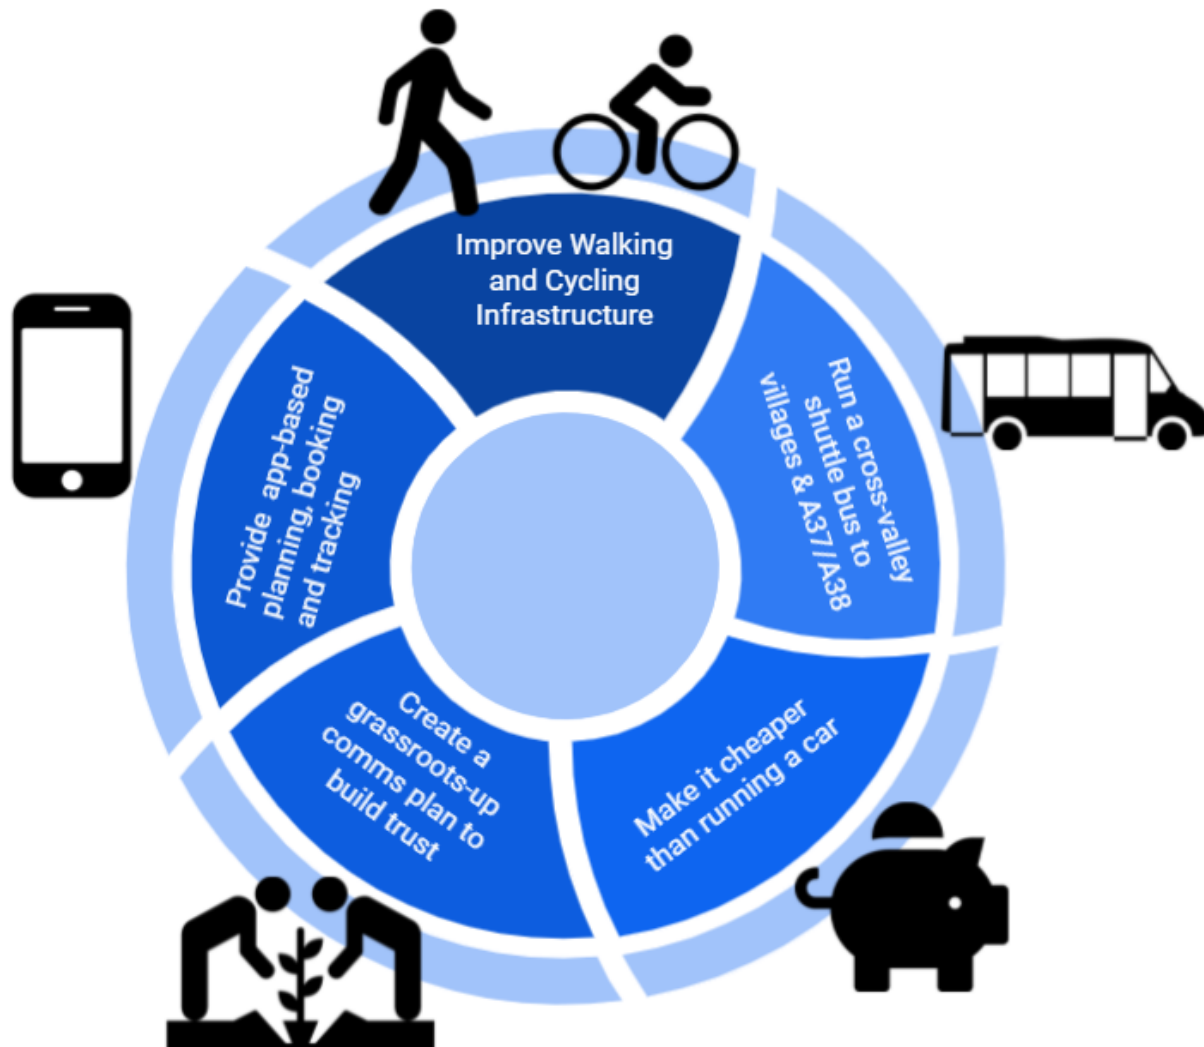 Improve Walking
and Cycling
Infrastructure
Run a cross-valley
shuttle bus to
villages & A37/A38
Make it cheaper
than running a car
Create a
grassroots-up
comms plan to
build trust
Provide app-based
planning, booking
and tracking